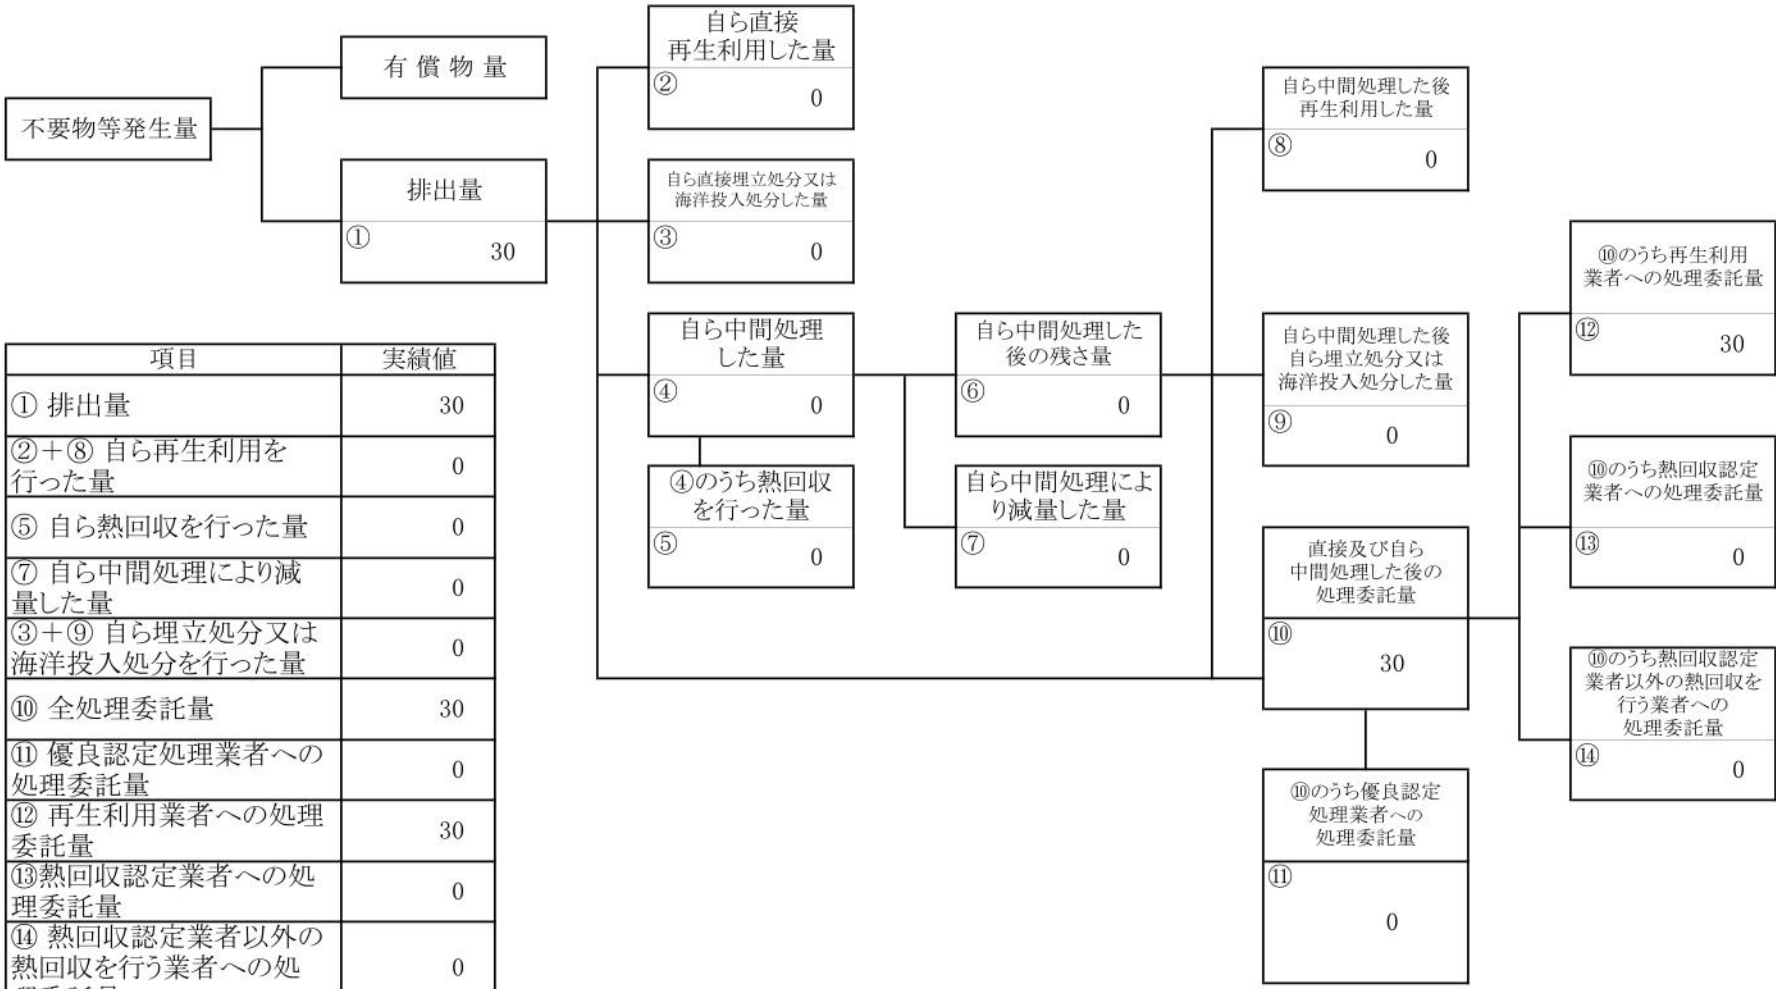 不要物等発生量
有償物量
排出量
①
30
自ら直接
再生利用した量
②
0
自ら直接埋立処分又は
海洋投入処分した量
③
0
自ら中間処理
した量
④
0
④のうち熱回収
を行った量
⑤
0
自ら中間処理した
後の残さ量
⑥
0
自ら中間処理によ
り減量した量
⑦
0
自ら中間処理した後
再生利用した量
⑧
0
自ら中間処理した後
自ら埋立処分又は
海洋投入処分した量
⑨
0
直接及び自ら
中間処理した後の
処理委託量
⑩
30
⑩のうち優良認定
処理業者への
処理委託量
⑪
0
⑩のうち再生利用
業者への処理委託量
⑫
30
⑩のうち熱回収認定
業者への処理委託量
⑬
0
⑩のうち熱回収認定
業者以外の熱回収を
行う業者への
処理委託量
⑭
0
項目 実績値
① 排出量 30
②＋⑧ 自ら再生利用を
行った量 0
⑤ 自ら熱回収を行った量 0
⑦ 自ら中間処理により減
量した量 0
③＋⑨ 自ら埋立処分又は
海洋投入処分を行った量 0
⑩ 全処理委託量 30
⑪ 優良認定処理業者への
処理委託量 0
⑫ 再生利用業者への処理
委託量 30
⑬熱回収認定業者への処
理委託量 0
⑭ 熱回収認定業者以外の
熱回収を行う業者への処 0